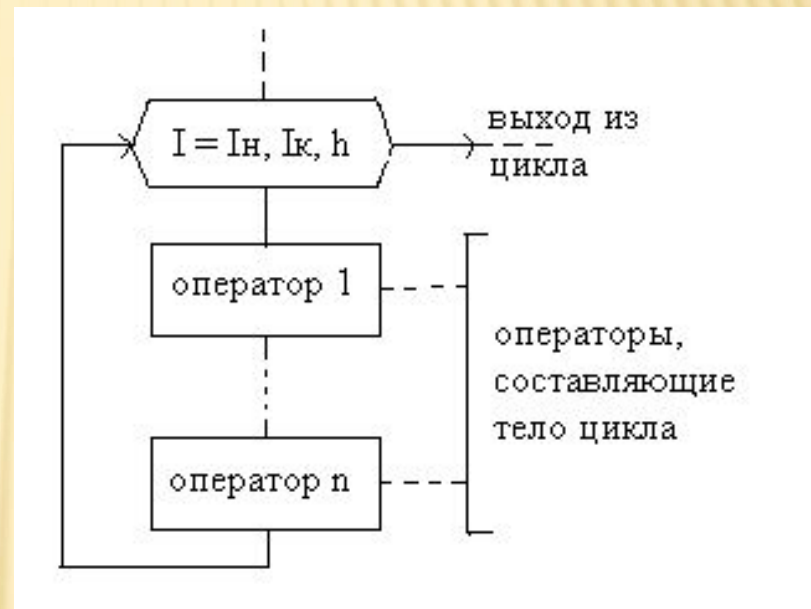 I = Iн, Iк, h
выход из
цикла
оператор 1
операторы,
составляющие
тело цикла
оператор n